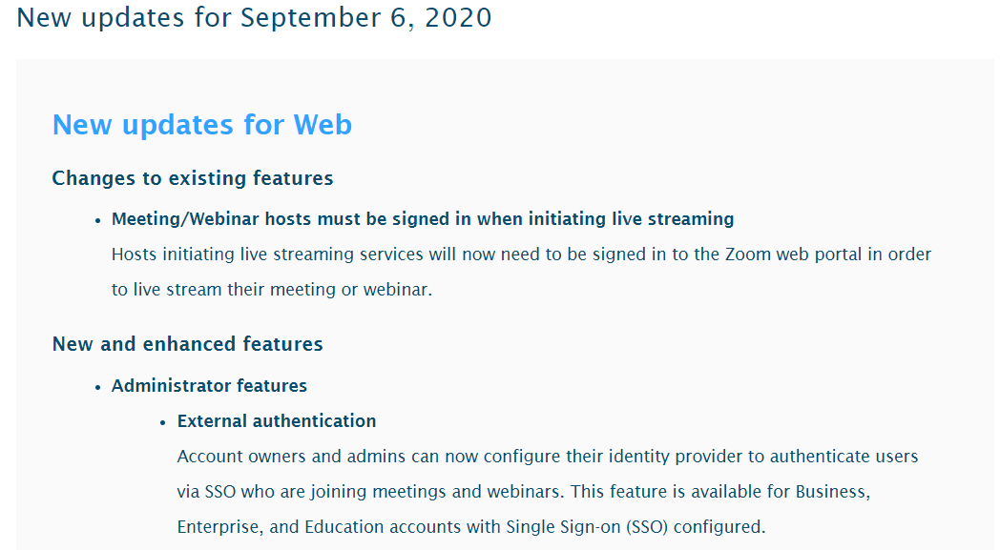 New updates for September 6, 2020
New updates for Web
Changes to existing features
• Meeting/Webinar hosts must be signed in when initiating live streaming
Hosts initiating live streaming services will now need to be signed in to the Zoom web portal in order
to live stream their meeting or webinar.
New and enhanced features
• Administrator features
• External authentication
Account owners and admins can now configure their identity provider to authenticate users
via SSO who are joining meetings and webinars. This feature is available for Business,
Enterprise, and Education accounts with Single Sign-on (SSO) configured.